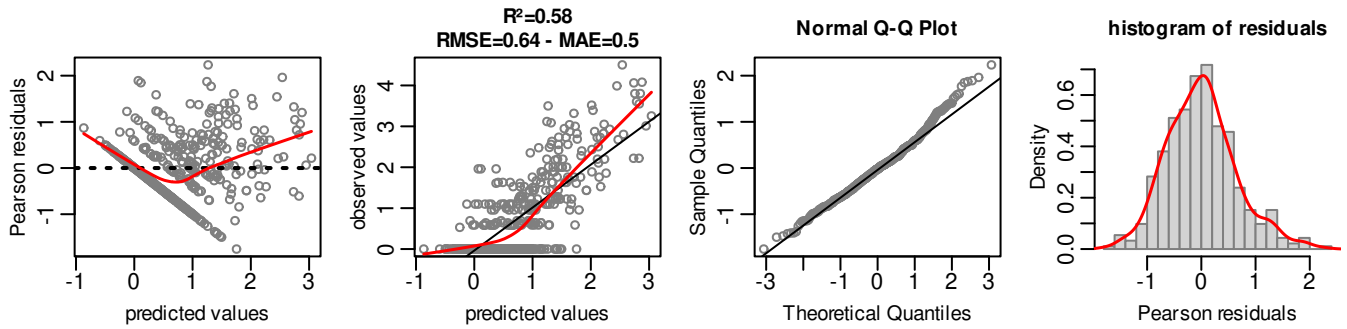 R²=0.58
RMSE=0.64 - MAE=0.5
Normal Q-Q Plot
histogram of residuals
Pearson residuals
-1 0 1 2
-1 0 1 2 3
predicted values
observed values
0 1 2 3 4
-1 0 1 2 3
predicted values
Sample Quantiles
-1 0 1 2
-3 -1 0 1 2 3
Theoretical Quantiles
Density
0.0 0.2 0.4 0.6
-1 0 1 2
Pearson residuals